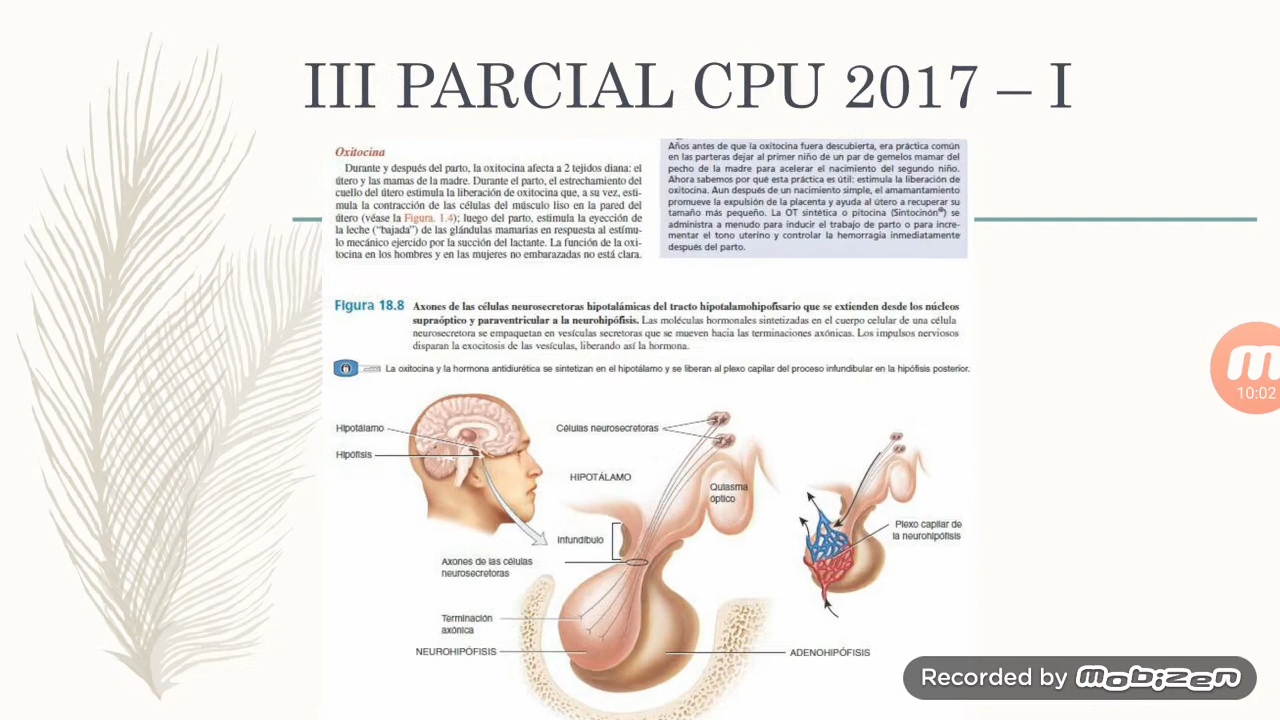 III PARCIAL CPU 2017 – I
Oxitocina
Durante y después del parto, la oxitocina afecta a 2 tejidos diana: el
útero y las mamas de la madre. Durante el parto, el estrechamiento del
cuello del útero estimula la liberación de oxitocina que, a su vez, esti-
mula la contracción de las células del músculo liso en la pared del
útero (véase la Figura. 1.4); luego del parto, estimula la eyección de
la leche (“bajada”) de las glándulas mamarias en respuesta al estímu-
lo mecánico ejercido por la succión del lactante. La función de la oxi-
tocina en los hombres y en las mujeres no embarazadas no está clara.
Años antes de que la oxitocina fuera descubierta, era práctica común
en las parteras dejar al primer niño de un par de gemelos mamar del
pecho de la madre para acelerar el nacimiento del segundo niño.
Ahora sabemos por qué esta práctica es útil: estimula la liberación de
oxitocina. Aun después de un nacimiento simple, el amamantamiento
promueve la expulsión de la placenta y ayuda al útero a recuperar su
tamaño más pequeño. La OT sintética o pitocina (Sintocinón®) se
administra a menudo para inducir el trabajo de parto o para incre-
mentar el tono uterino y controlar la hemorragia inmediatamente
después del parto.
Figura 18.8 Axones de las células neurosecretoras hipotalámicas del tracto hipotalamohipofisario que se extienden desde los núcleos
supraóptico y paraventricular a la neurohipófisis. Las moléculas hormonales sintetizadas en el cuerpo celular de una célula
neurosecretora se empaquetan en vesículas secretoras que se mueven hacia las terminaciones axónicas. Los impulsos nerviosos
disparan la exocitosis de las vesículas, liberando así la hormona.
La oxitocina y la hormona antidiurética se sintetizan en el hipotálamo y se liberan al plexo capilar del proceso infundibular en la hipófisis posterior.
Hipotálamo
Hipófisis
Células neurosecretoras
HIPOTÁLAMO
Quiasma
óptico
Infundíbulo
Axones de las células
neurosecretoras
Terminación
axónica
NEUROHIPÓFISIS
ADENOHIPÓFISIS
Plexo capilar de
la neurohipófisis
10:02
Recorded by mobizen